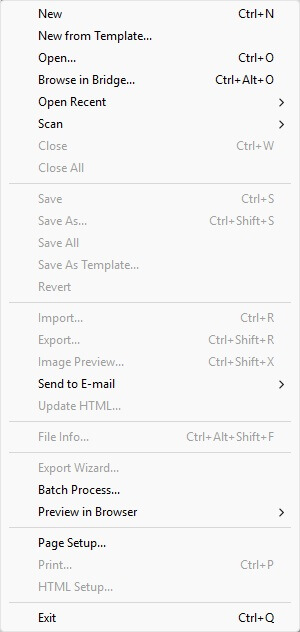 New Ctrl+N
New from Template...
Open... Ctrl+O
Browse in Bridge... Ctrl+Alt+O
Open Recent
Scan
Close Ctrl+W
Close All
Save Ctrl+S
Save As... Ctrl+Shift+S
Save All
Save As Template...
Revert
Import... Ctrl+R
Export... Ctrl+Shift+R
Image Preview... Ctrl+Shift+X
Send to E-mail
Update HTML...
File Info... Ctrl+Alt+Shift+F
Export Wizard...
Batch Process...
Preview in Browser
Page Setup...
Print... Ctrl+P
HTML Setup...
Exit Ctrl+Q